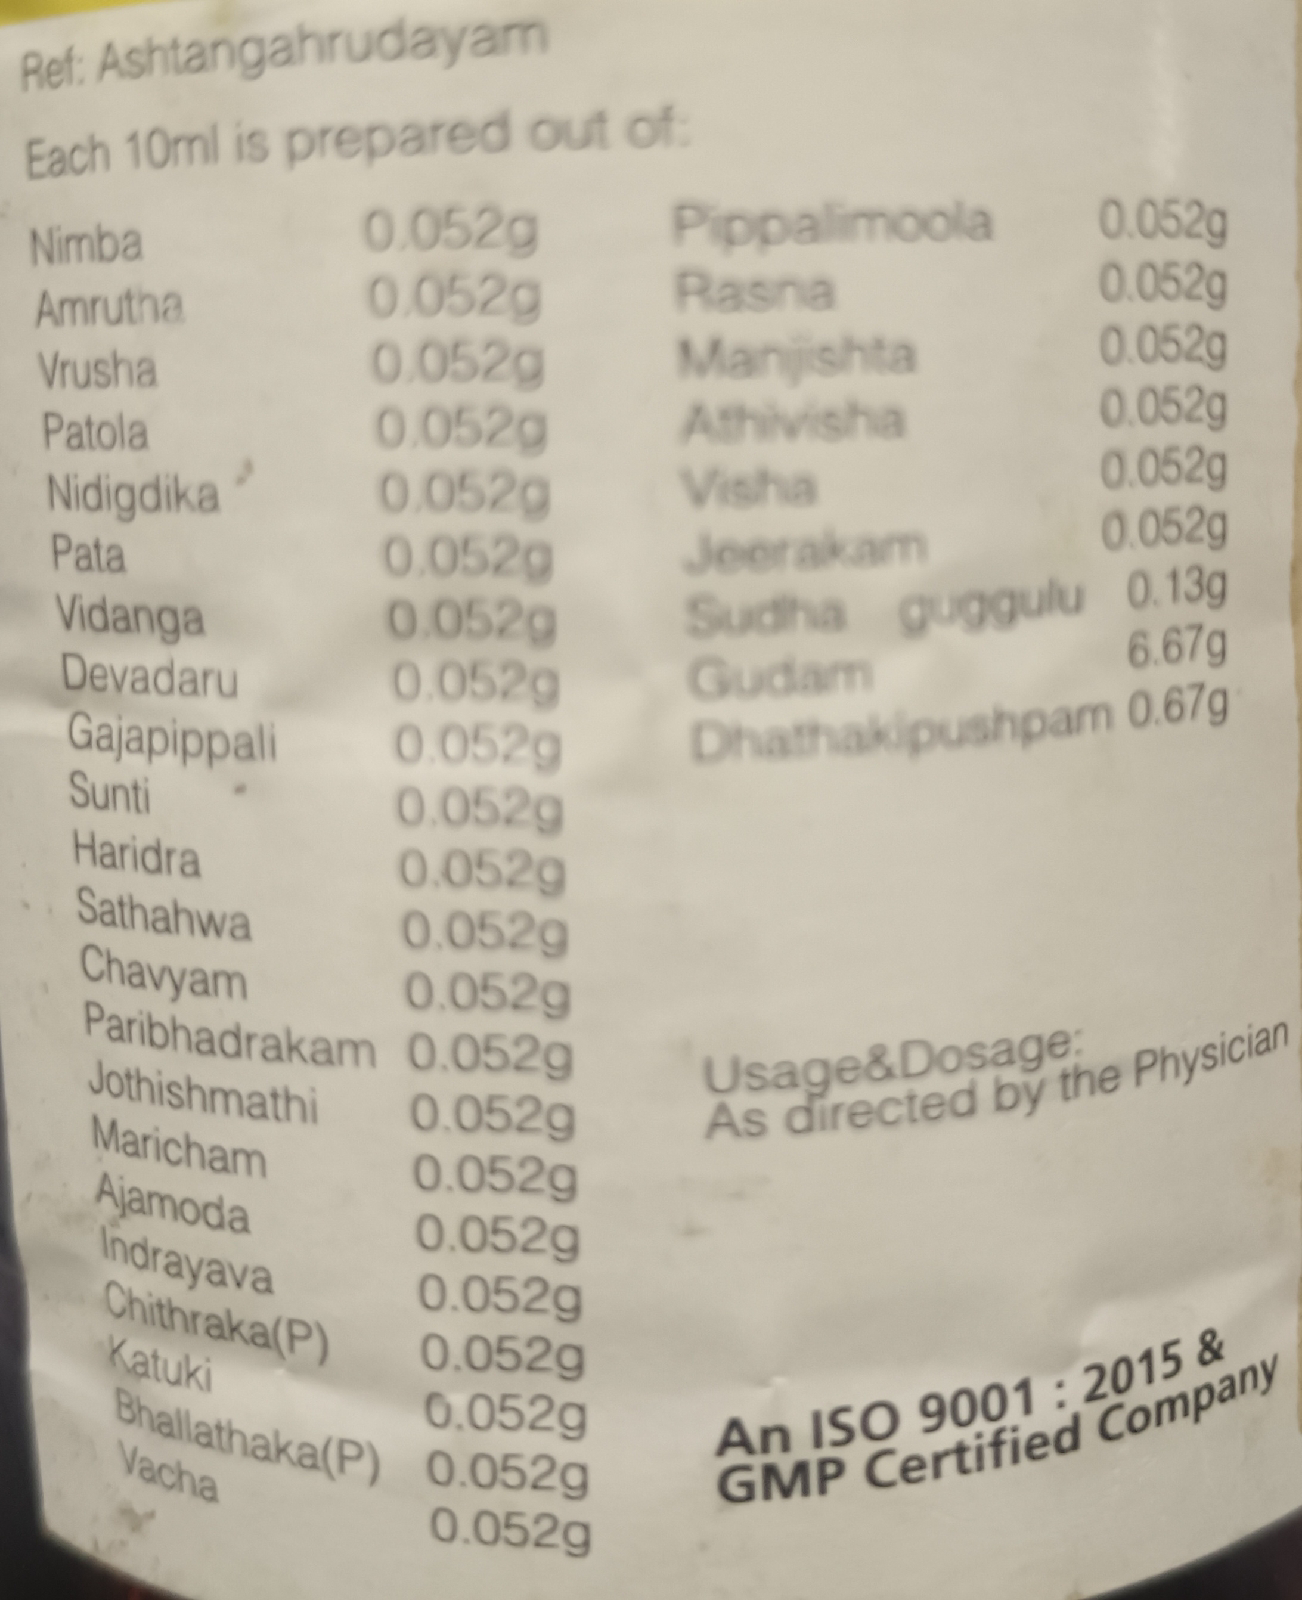 Ref: Ashtangahrudayam
Each 10ml is prepared out of:
Nimba 0.052g
Amrutha 0.052g
Vrusha 0.052g
Patola 0.052g
Nidigdika 0.052g
Pata 0.052g
Vidanga 0.052g
Devadaru 0.052g
Gajapippali 0.052g
Sunti 0.052g
Haridra 0.052g
Sathahwa 0.052g
Chavyam 0.052g
Paribhadrakam 0.052g
Jothishmathi 0.052g
Maricham 0.052g
Ajamoda 0.052g
Indrayava 0.052g
Chithraka(P) 0.052g
Katuki 0.052g
Bhallathaka(P) 0.052g
Vacha 0.052g
Pippalimoola 0.052g
Rasna 0.052g
Manjishta 0.052g
Athivisha 0.052g
Visha 0.052g
Jeerakam 0.052g
Sudha guggulu 0.13g
Gudam 6.67g
Dhathakipushpam 0.67g
Usage&Dosage:
As directed by the Physician
An ISO 9001 : 2015 &
GMP Certified Company